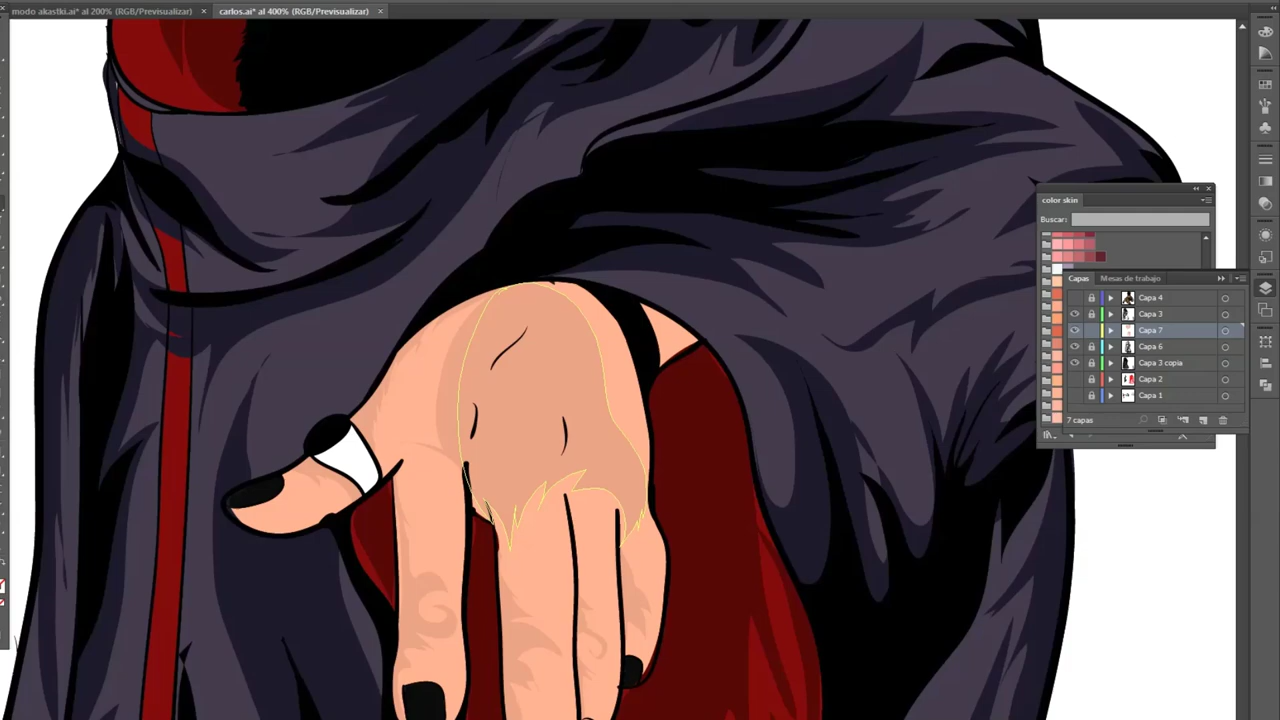 modo akastki.ai* al 200% (RGB/Previsualizar) × carlos.ai* al 400% (RGB/Previsualizar) ×
color skin
Buscar:
Capas Mesas de trabajo
Capa 4
Capa 3
Capa 7
Capa 6
Capa 3 copia
Capa 2
Capa 1
7 capas